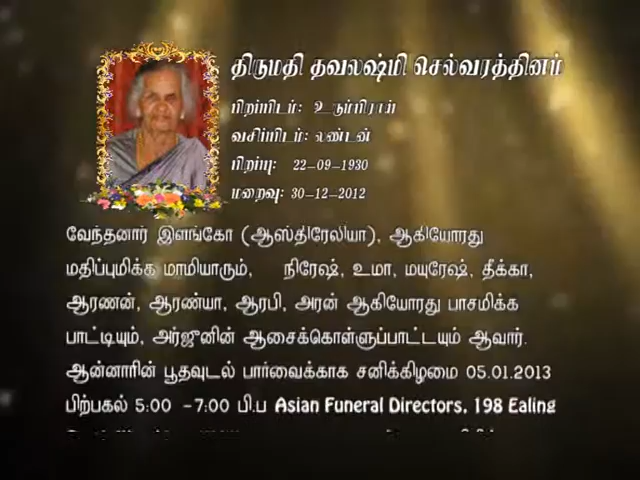 திருமதி தவலஷ்மி செல்வரத்தினம்
பிறப்பிடம்: உரும்பிராய்
வசிப்பிடம்: லண்டன்
பிறப்பு: 22-09-1930
மறைவு: 30-12-2012
வேந்தனார் இளங்கோ (ஆஸ்திரேலியா), ஆகியோரது
மதிப்புமிக்க மாமியாரும், நிரேஷ், உமா, மயுரேஷ், தீக்கா,
ஆரணன், ஆரண்யா, ஆரபி, அரன் ஆகியோரது பாசமிக்க
பாட்டியும், அர்ஜுனின் ஆசைக்கொள்ளுப்பாட்டயும் ஆவார்.
ஆன்னாரின் பூதவுடல் பார்வைக்காக சனிக்கிழமை 05.01.2013
பிற்பகல் 5:00 -7:00 பி.ப Asian Funeral Directors, 198 Ealing